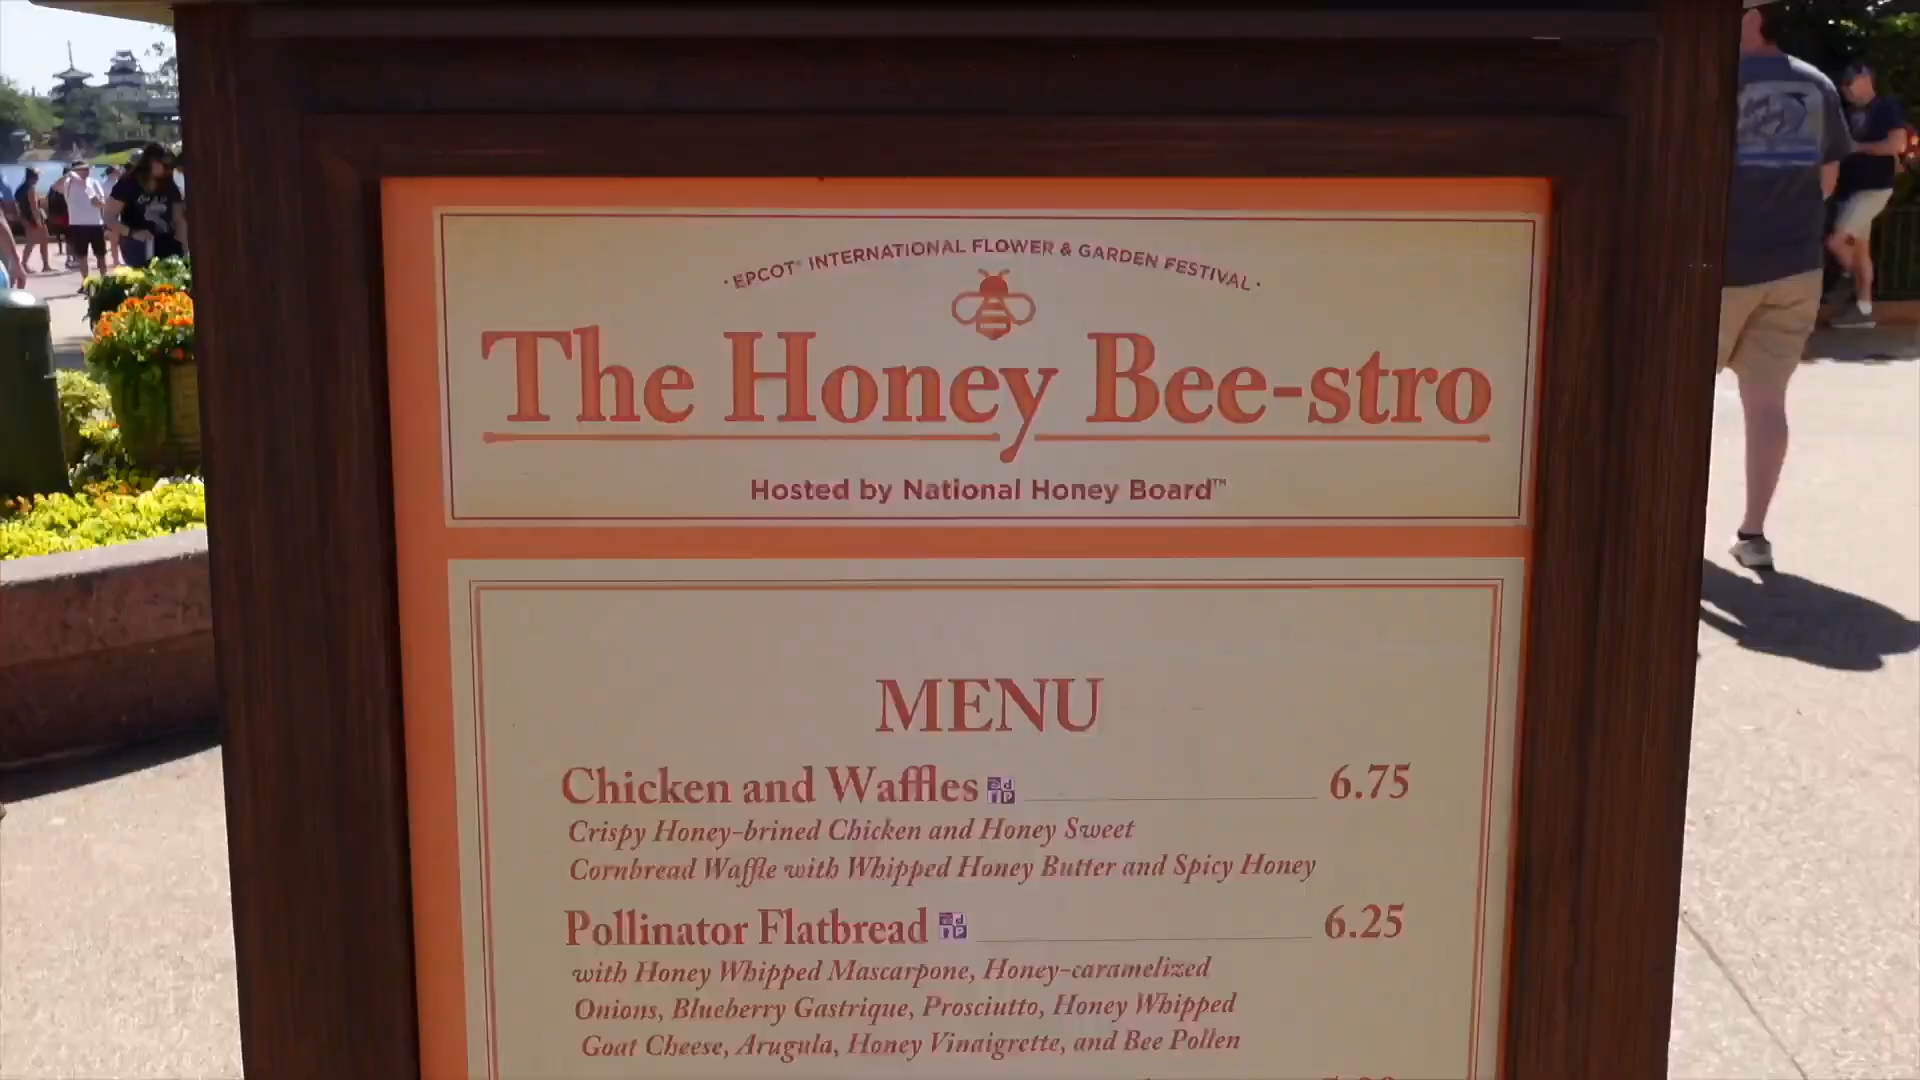 · EPCOT® INTERNATIONAL FLOWER & GARDEN FESTIVAL ·
The Honey Bee-stro
Hosted by National Honey Board™
MENU
Chicken and Waffles 6.75
Crispy Honey-brined Chicken and Honey Sweet
Cornbread Waffle with Whipped Honey Butter and Spicy Honey
Pollinator Flatbread 6.25
with Honey Whipped Mascarpone, Honey-caramelized
Onions, Blueberry Gastrique, Prosciutto, Honey Whipped
Goat Cheese, Arugula, Honey Vinaigrette, and Bee Pollen